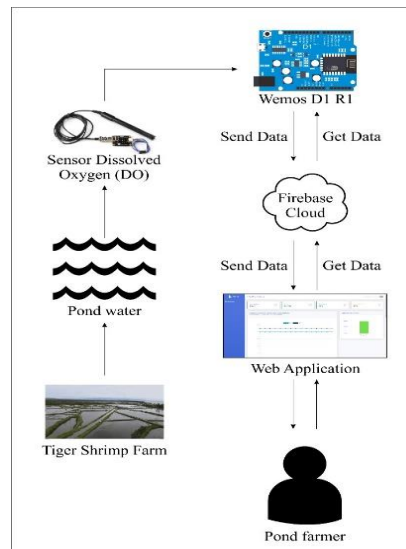 Wemos D1 R1
Send Data
Get Data
Sensor Dissolved
Oxygen (DO)
Firebase
Cloud
Send Data
Get Data
Pond water
Web Application
Tiger Shrimp Farm
Pond farmer